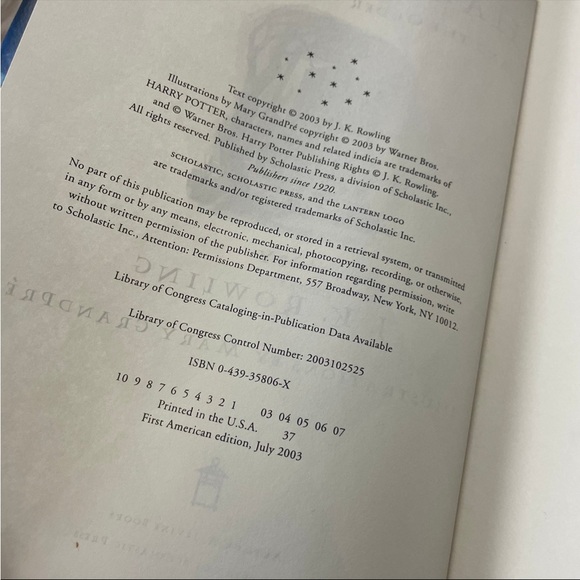 Text copyright © 2003 by J. K. Rowling
Illustrations by Mary GrandPré copyright © 2003 by Warner Bros.
HARRY POTTER, characters, names and related indicia are trademarks of
and © Warner Bros. Harry Potter Publishing Rights © J. K. Rowling.
All rights reserved. Published by Scholastic Press, a division of Scholastic Inc.,
Publishers since 1920.
SCHOLASTIC, SCHOLASTIC PRESS, and the LANTERN LOGO
are trademarks and/or registered trademarks of Scholastic Inc.
No part of this publication may be reproduced, or stored in a retrieval system, or transmitted
in any form or by any means, electronic, mechanical, photocopying, recording, or otherwise,
without written permission of the publisher. For information regarding permission, write
to Scholastic Inc., Attention: Permissions Department, 557 Broadway, New York, NY 10012.
Library of Congress Cataloging-in-Publication Data Available
Library of Congress Control Number: 2003102525
ISBN 0-439-35806-X
10 9 8 7 6 5 4 3 2 1 03 04 05 06 07
Printed in the U.S.A. 37
First American edition, July 2003
J. K. ROWLING
MARY GRANDPRÉ